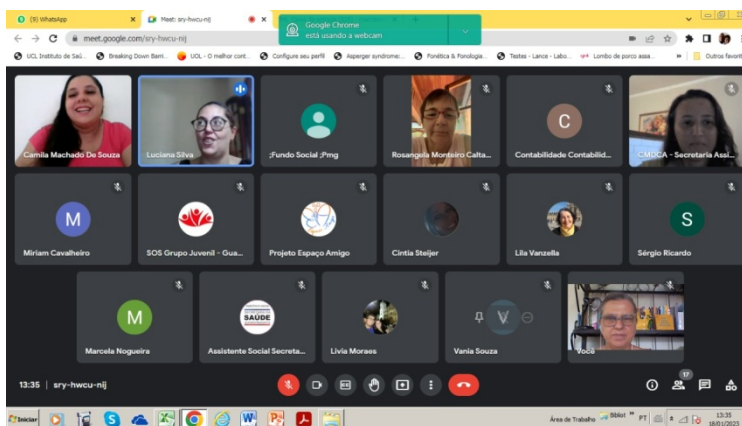 (9) WhatsApp
Meet: sry-hwcu-nij
Google Chrome
está usando a webcam
meet.google.com/sry-hwcu-nij
UCL Instituto de Saú...
Breaking Down Barri...
UOL - O melhor cont...
Configure seu perfil
Asperger syndrome:...
Fonética & Fonologia...
Testes - Lance - Labo...
Lombo de porco assa...
Outros favorit
Camila Machado De Souza
Luciana Silva
;Fundo Social ;Pmg
Rosangela Monteiro Calta...
C
Contabilidade Contabilid...
CMDCA - Secretaria Assi...
M
Miriam Cavalheiro
SOS Grupo Juvenil - Gua...
Projeto Espaço Amigo
Cintia Steijer
Lila Vanzella
S
Sérgio Ricardo
M
Marcela Nogueira
SAÚDE
Assistente Social Secreta...
Livia Moraes
V
Vania Souza
Você
13:35 | sry-hwcu-nij
17
Iniciar
Área de Trabalho
PT
13:35
18/01/2023